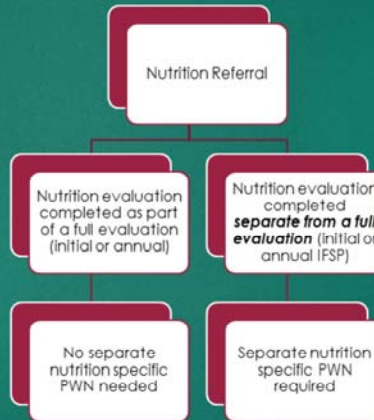 Nutrition Referral
Nutrition evaluation
completed as part
of a full evaluation
(initial or annual)
Nutrition evaluation
completed
separate from a full
evaluation (initial or
annual IFSP)
No separate
nutrition specific
PWN needed
Separate nutrition
specific PWN
required